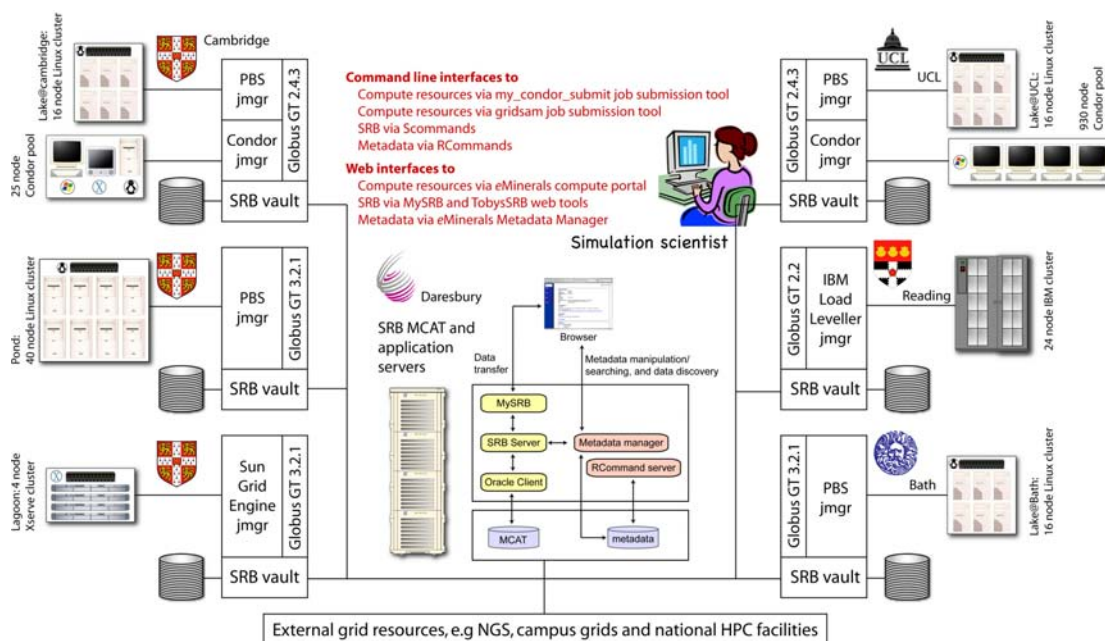 Lake@cambridge:
16 node Linux cluster
Cambridge
PBS
jmgr
Condor
jmgr
Globus GT 2.4.3
25 node
Condor pool
SRB vault
Pond:
40 node Linux cluster
PBS
jmgr
Globus GT 3.2.1
SRB vault
Lagoon: 4 node
Xserve cluster
Sun
Grid
Engine
jmgr
Globus GT 3.2.1
SRB vault
Command line interfaces to
Compute resources via my_condor_submit job submission tool
Compute resources via gridsam job submission tool
SRB via Scommands
Metadata via RCommands
Web interfaces to
Compute resources via eMinerals compute portal
SRB via MySRB and TobysSRB web tools
Metadata via eMinerals Metadata Manager
Simulation scientist
Daresbury
SRB MCAT and
application
servers
Browser
Data
transfer
Metadata manipulation/
searching, and data discovery
MySRB
SRB Server
Metadata manager
RCommand server
Oracle Client
MCAT
metadata
Globus GT 2.4.3
PBS
jmgr
Condor
jmgr
SRB vault
UCL
UCL
Lake@UCL:
16 node Linux cluster
930 node
Condor pool
Globus GT 2.2
IBM
Load
Leveller
jmgr
SRB vault
Reading
24 node IBM cluster
Globus GT 3.2.1
PBS
jmgr
SRB vault
Bath
Lake@Bath:
16 node Linux cluster
External grid resources, e.g NGS, campus grids and national HPC facilities